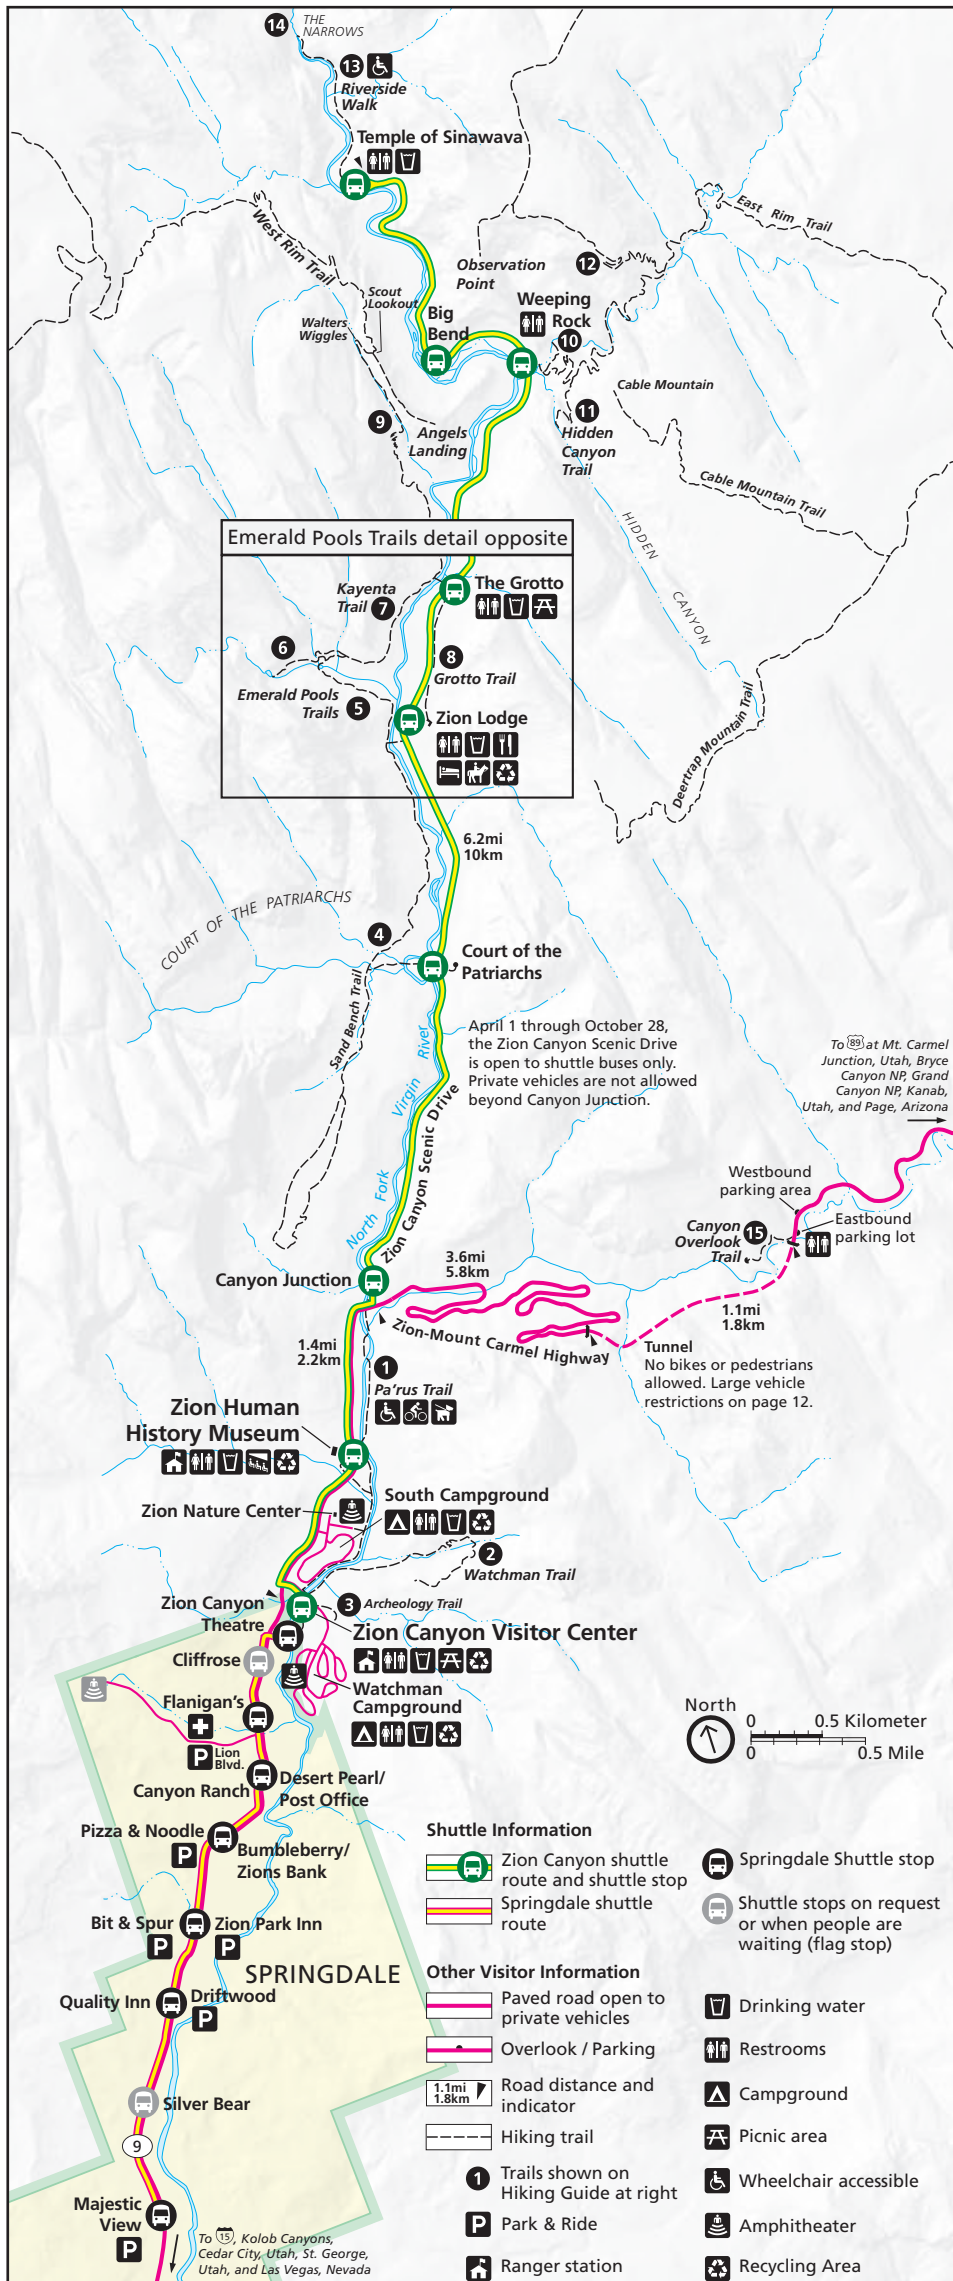 14
THE
NARROWS
13
Riverside
Walk
Temple of Sinawava
East Rim Trail
West Rim Trail
Observation
Point
12
Scout
Lookout
Walters
Wiggles
Big
Bend
Weeping
Rock
10
Cable Mountain
9
Angels
Landing
11
Hidden
Canyon
Trail
Cable Mountain Trail
HIDDEN CANYON
Emerald Pools Trails detail opposite
Kayenta
Trail 7
The Grotto
6
8
Grotto Trail
Emerald Pools
Trails
5
Zion Lodge
Deertrap Mountain Trail
6.2mi
10km
COURT OF THE PATRIARCHS
4
Court of the
Patriarchs
Sand Bench Trail
April 1 through October 28,
the Zion Canyon Scenic Drive
is open to shuttle buses only.
Private vehicles are not allowed
beyond Canyon Junction.
To 89 at Mt. Carmel
Junction, Utah, Bryce
Canyon NP, Grand
Canyon NP, Kanab,
Utah, and Page, Arizona
North Fork Virgin River
Zion Canyon Scenic Drive
Westbound
parking area
Canyon
Overlook
Trail
15
Eastbound
parking lot
Canyon Junction
3.6mi
5.8km
1.1mi
1.8km
Zion-Mount Carmel Highway
1.4mi
2.2km
Tunnel
No bikes or pedestrians
allowed. Large vehicle
restrictions on page 12.
1
Pa'rus Trail
Zion Human
History Museum
Zion Nature Center
South Campground
2
Watchman Trail
Zion Canyon
Theatre
3
Archeology Trail
Zion Canyon Visitor Center
Cliffrose
Watchman
Campground
Flanigan's
P
Lion
Blvd.
Canyon Ranch
Desert Pearl/
Post Office
North
0 0.5 Kilometer
0 0.5 Mile
Pizza & Noodle
P
Bumbleberry/
Zions Bank
Bit & Spur
P
Zion Park Inn
P
SPRINGDALE
Quality Inn
Driftwood
P
Silver Bear
9
Majestic
View
P
To 15, Kolob Canyons,
Cedar City, Utah, St. George,
Utah, and Las Vegas, Nevada
Shuttle Information
Zion Canyon shuttle
route and shuttle stop
Springdale shuttle
route
Springdale Shuttle stop
Shuttle stops on request
or when people are
waiting (flag stop)
Other Visitor Information
Paved road open to
private vehicles
Overlook / Parking
1.1mi
1.8km
Road distance and
indicator
Hiking trail
1
Trails shown on
Hiking Guide at right
P
Park & Ride
Ranger station
Drinking water
Restrooms
Campground
Picnic area
Wheelchair accessible
Amphitheater
Recycling Area